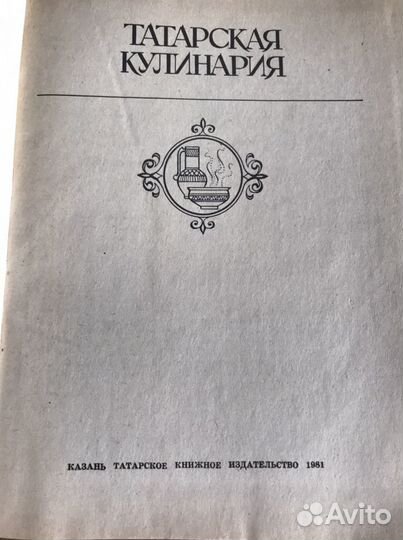 ТАТАРСКАЯ
КУЛИНАРИЯ
КАЗАНЬ ТАТАРСКОЕ КНИЖНОЕ ИЗДАТЕЛЬСТВО 1981
Avito